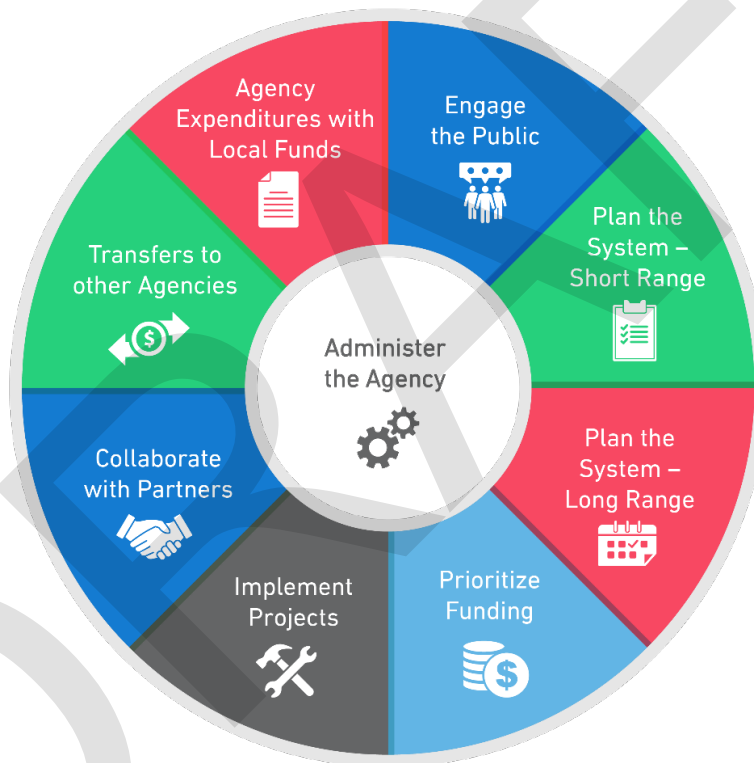 Agency
Expenditures with
Local Funds
Engage
the Public
Plan the
System –
Short Range
Transfers to
other Agencies
Administer
the Agency
Plan the
System –
Long Range
Collaborate
with Partners
Implement
Projects
Prioritize
Funding
DRAFT